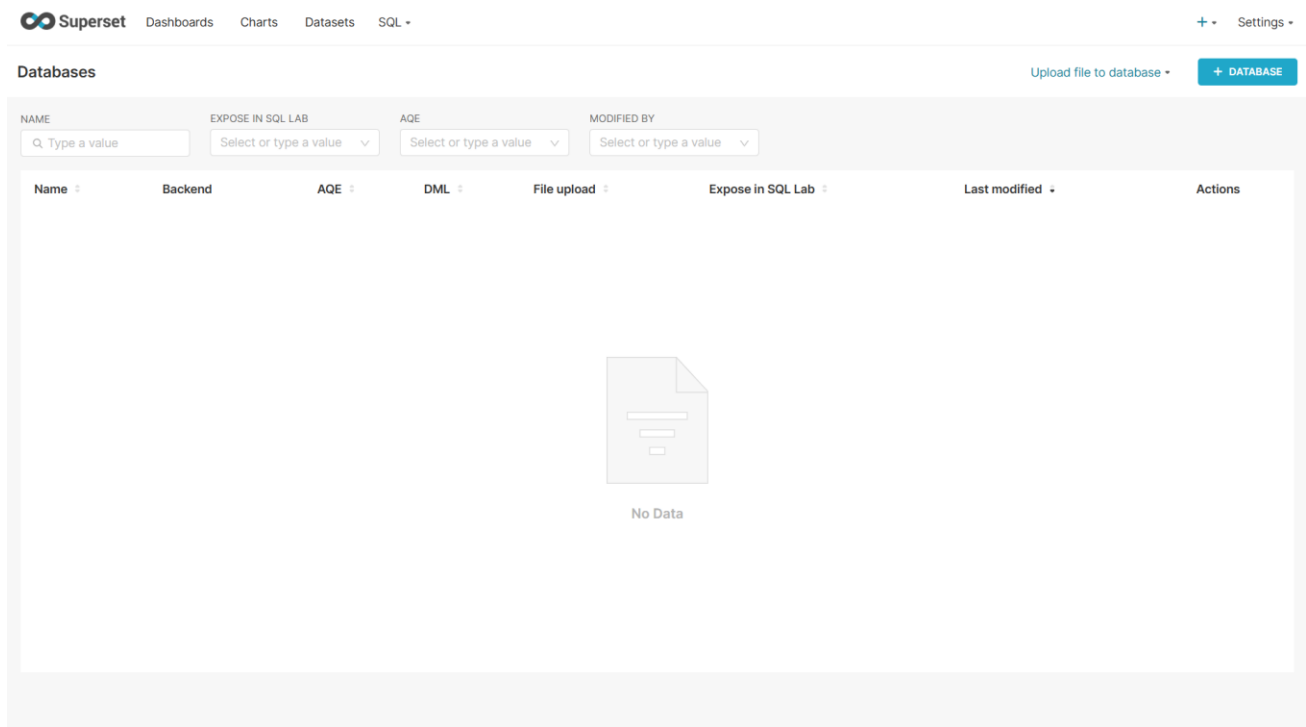 Superset Dashboards Charts Datasets SQL + Settings
Databases Upload file to database + DATABASE
NAME EXPOSE IN SQL LAB AQE MODIFIED BY
Type a value Select or type a value Select or type a value Select or type a value
Name Backend AQE DML File upload Expose in SQL Lab Last modified Actions
No Data